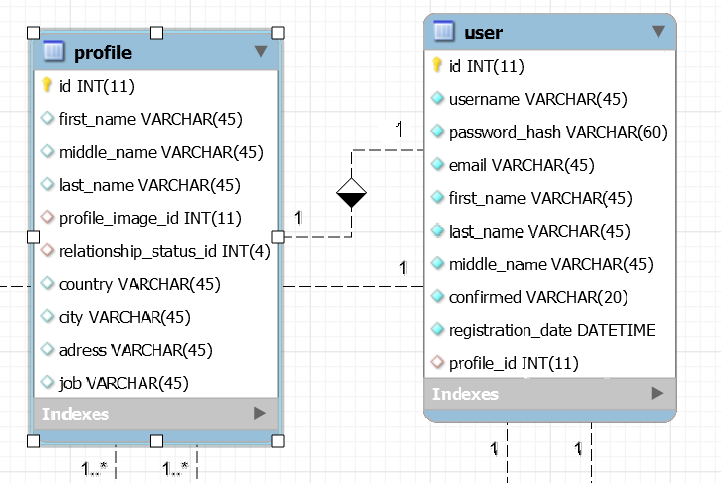 profile
id INT(11)
first_name VARCHAR(45)
middle_name VARCHAR(45)
last_name VARCHAR(45)
profile_image_id INT(11)
relationship_status_id INT(4)
country VARCHAR(45)
city VARCHAR(45)
adress VARCHAR(45)
job VARCHAR(45)
Indexes
1..*
1..*
1
1
1
user
id INT(11)
username VARCHAR(45)
password_hash VARCHAR(60)
email VARCHAR(45)
first_name VARCHAR(45)
last_name VARCHAR(45)
middle_name VARCHAR(45)
confirmed VARCHAR(20)
registration_date DATETIME
profile_id INT(11)
Indexes
1
1